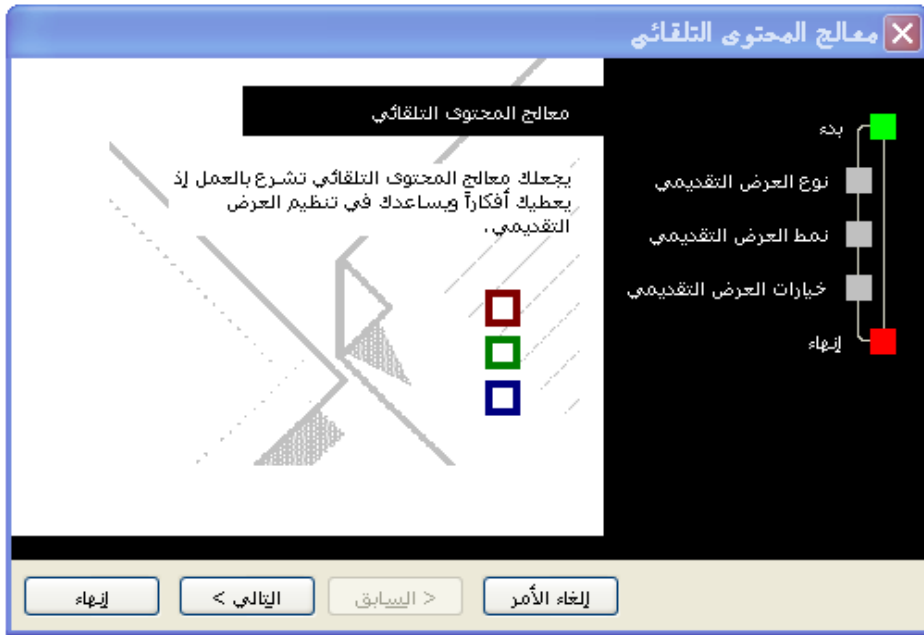 معالج المحتوى التلقائي
بدء
نوع العرض التقديمي
نمط العرض التقديمي
خيارات العرض التقديمي
إنهاء
معالج المحتوى التلقائي
يجعلك معالج المحتوى التلقائي تشرع بالعمل إذ
يعطيك أفكاراً ويساعدك في تنظيم العرض
التقديمي.
إلغاء الأمر
< السابق
التالي >
إنهاء